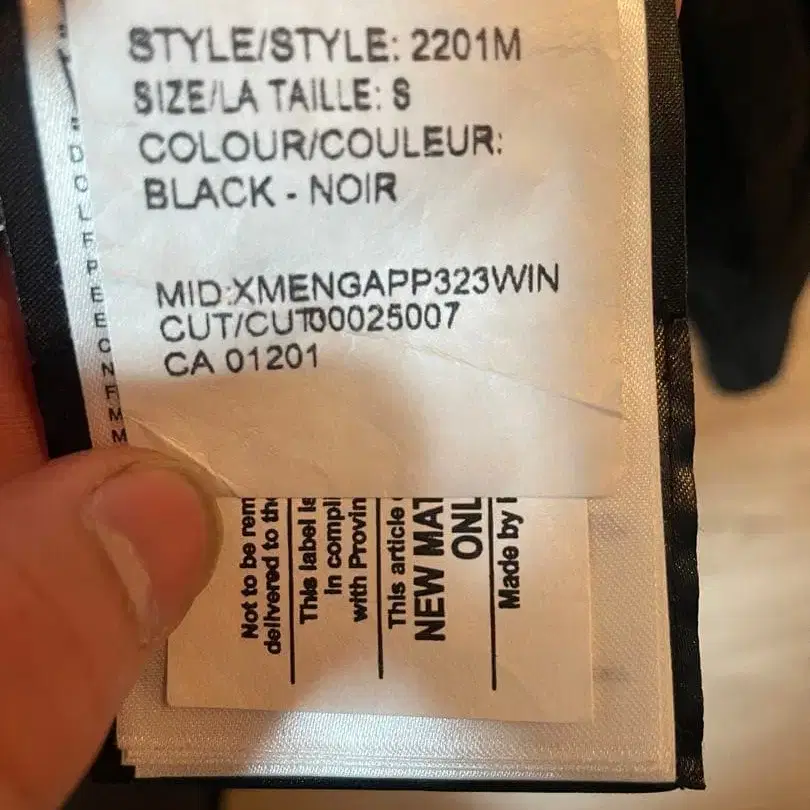 STYLE/STYLE: 2201M
SIZE/LA TAILLE: S
COLOUR/COULEUR:
BLACK - NOIR
MID:XMENGAPP323WIN
CUT/CUT00025007
CA 01201
Not to be rem
delivered to th
This label is
in compli
with Provin
This article
NEW MAT
ONL
Made by